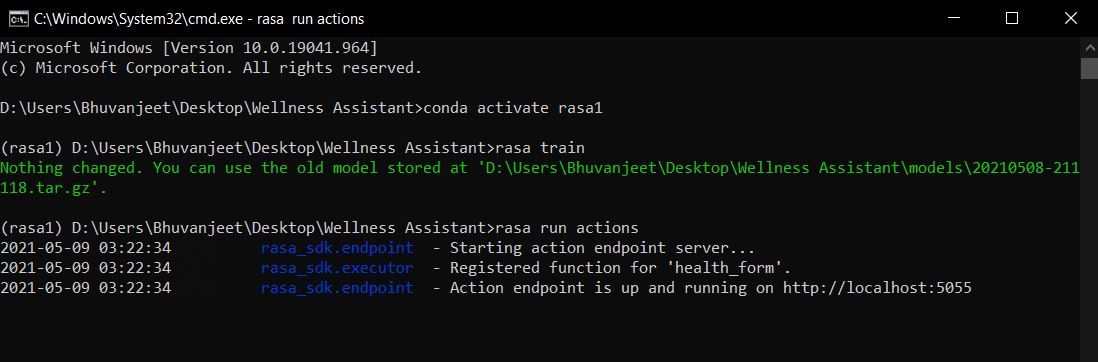 C:\Windows\System32\cmd.exe - rasa  run actions
Microsoft Windows [Version 10.0.19041.964]
(c) Microsoft Corporation. All rights reserved.
D:\Users\Bhuvanjeet\Desktop\Wellness Assistant>conda activate rasa1
(rasa1) D:\Users\Bhuvanjeet\Desktop\Wellness Assistant>rasa train
Nothing changed. You can use the old model stored at 'D:\Users\Bhuvanjeet\Desktop\Wellness Assistant\models\20210508-211
118.tar.gz'.
(rasa1) D:\Users\Bhuvanjeet\Desktop\Wellness Assistant>rasa run actions
2021-05-09 03:22:34         rasa_sdk.endpoint  - Starting action endpoint server...
2021-05-09 03:22:34         rasa_sdk.executor  - Registered function for 'health_form'.
2021-05-09 03:22:34         rasa_sdk.endpoint  - Action endpoint is up and running on http://localhost:5055